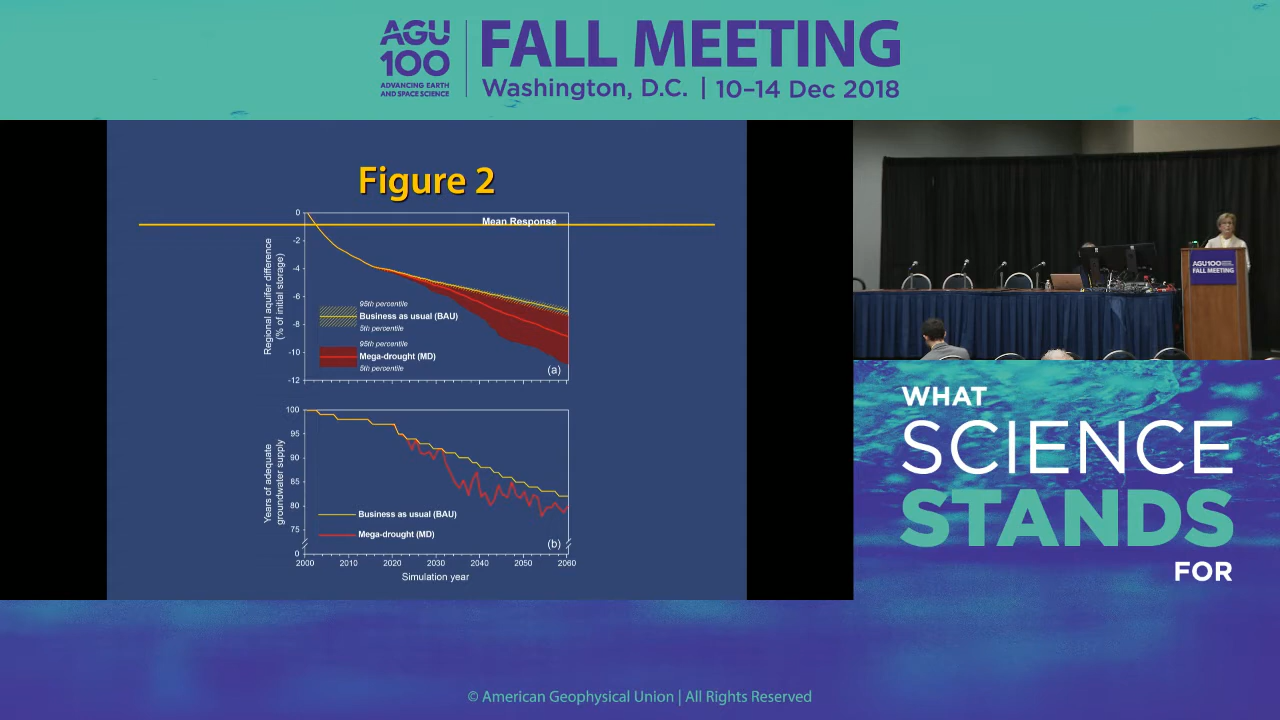 AGU
100
ADVANCING EARTH
AND SPACE SCIENCE
FALL MEETING
Washington, D.C. | 10–14 Dec 2018
Figure 2
Mean Response
Regional aquifer difference
(% of initial storage)
0
-2
-4
-6
-8
-10
-12
95th percentile
Business as usual (BAU)
5th percentile
95th percentile
Mega-drought (MD)
5th percentile
(a)
Years of adequate
groundwater supply
100
95
90
85
80
75
0
Business as usual (BAU)
Mega-drought (MD)
(b)
2000 2010 2020 2030 2040 2050 2060
Simulation year
AGU100
FALL MEETING
WHAT
SCIENCE
STANDS
FOR
© American Geophysical Union | All Rights Reserved